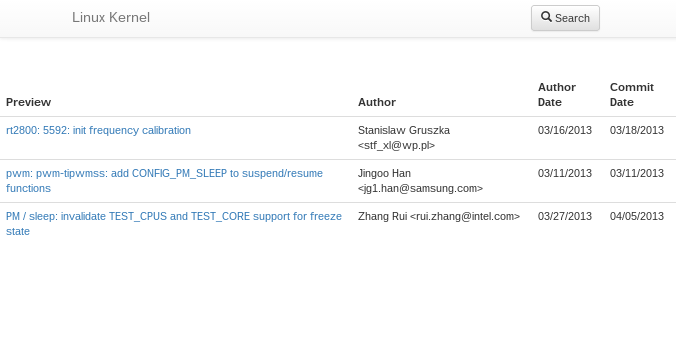 Linux Kernel
Search
Author Commit
Preview Author Date Date
rt2800: 5592: init frequency calibration Stanislaw Gruszka 03/16/2013 03/18/2013
<stf_xl@wp.pl>
pwm: pwm-tipwmss: add CONFIG_PM_SLEEP to suspend/resume Jingoo Han 03/11/2013 03/11/2013
functions <jg1.han@samsung.com>
PM / sleep: invalidate TEST_CPUS and TEST_CORE support for freeze Zhang Rui <rui.zhang@intel.com> 03/27/2013 04/05/2013
state